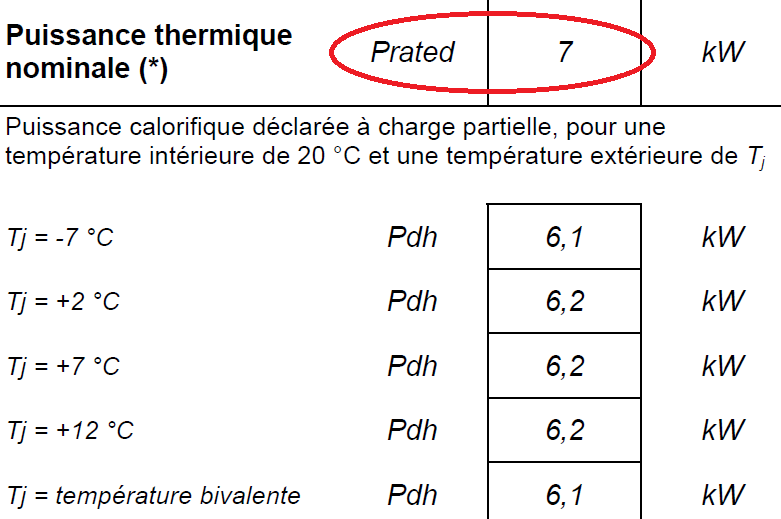 Puissance thermique
nominale (*) Prated 7 kW
Puissance calorifique déclarée à charge partielle, pour une
température intérieure de 20 °C et une température extérieure de Tj
Tj = -7 °C Pdh 6,1 kW
Tj = +2 °C Pdh 6,2 kW
Tj = +7 °C Pdh 6,2 kW
Tj = +12 °C Pdh 6,2 kW
Tj = température bivalente Pdh 6,1 kW